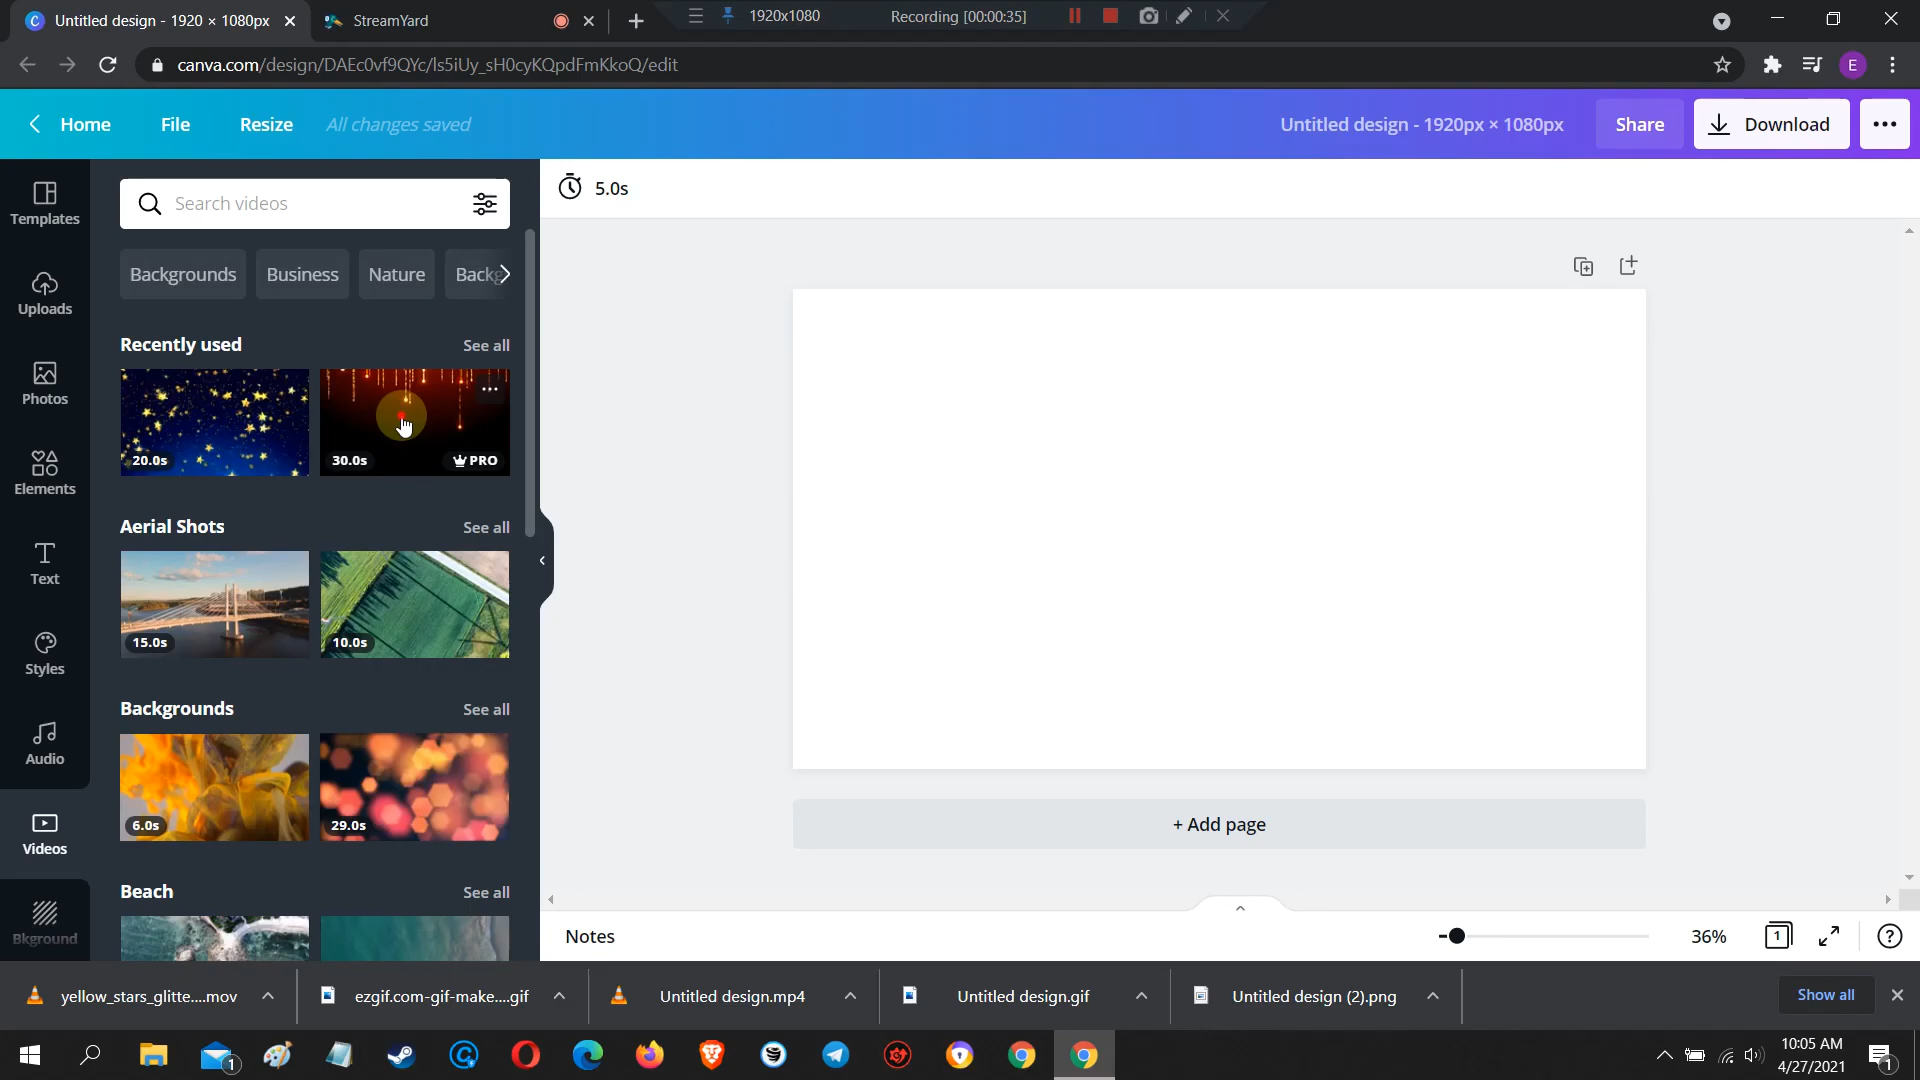 Untitled design - 1920 × 1080px
StreamYard
1920x1080
Recording [00:00:35]
canva.com/design/DAEc0vf9QYc/ls5iUy_sH0cyKQpdFmKkoQ/edit
E
Home
File
Resize
All changes saved
Untitled design - 1920px × 1080px
Share
Download
Templates
Uploads
Photos
Elements
Text
Styles
Audio
Videos
Bkground
Search videos
Backgrounds
Business
Nature
Backg
Recently used
See all
20.0s
30.0s
PRO
Aerial Shots
See all
15.0s
10.0s
Backgrounds
See all
6.0s
29.0s
Beach
See all
5.0s
+ Add page
Notes
36%
1
yellow_stars_glitte....mov
ezgif.com-gif-make....gif
Untitled design.mp4
Untitled design.gif
Untitled design (2).png
Show all
1
10:05 AM
4/27/2021
1